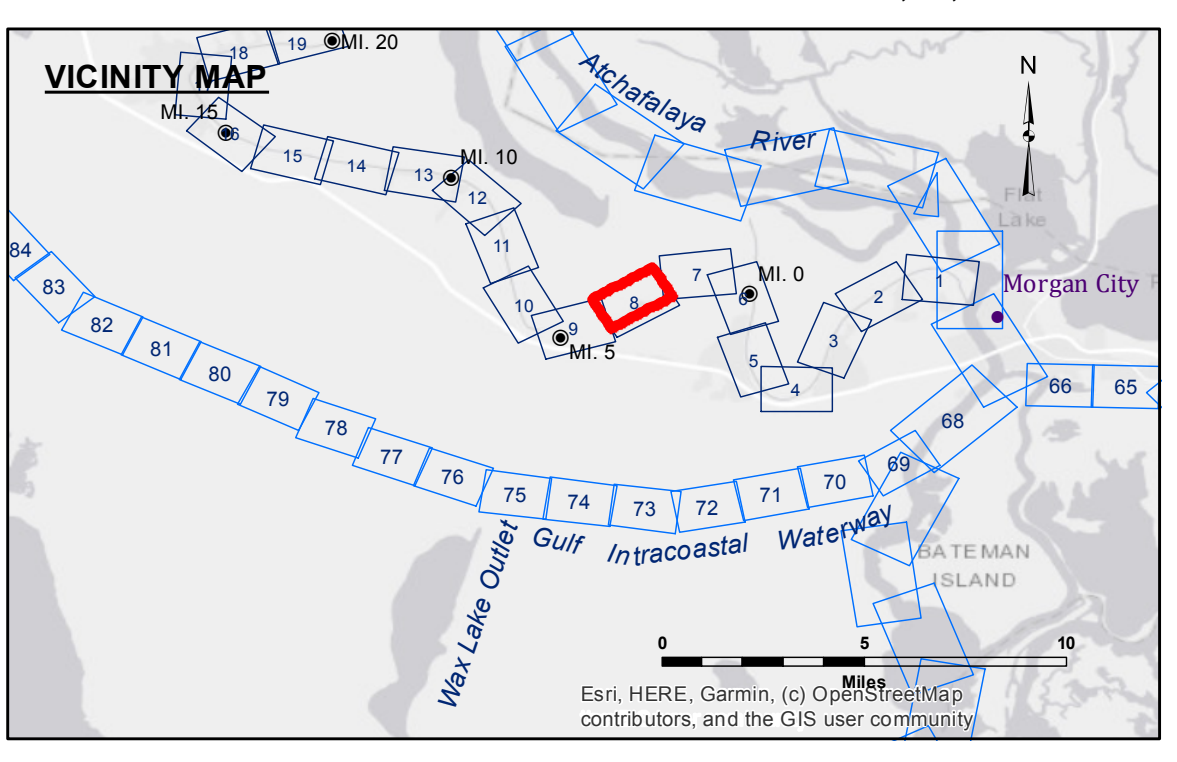 18
19
MI. 20
VICINITY MAP
MI. 15
16
15
14
13
MI. 10
12
11
10
9
MI. 5
8
7
6
MI. 0
5
4
3
2
1
Atchafalaya
River
Flat
Lake
Morgan City
N
84
83
82
81
80
79
78
77
76
75
74
73
72
71
70
69
68
66
65
Wax Lake Outlet
Gulf Intracoastal Waterway
BATEMAN
ISLAND
0 5 10
Miles
Esri, HERE, Garmin, (c) OpenStreetMap
contributors, and the GIS user community